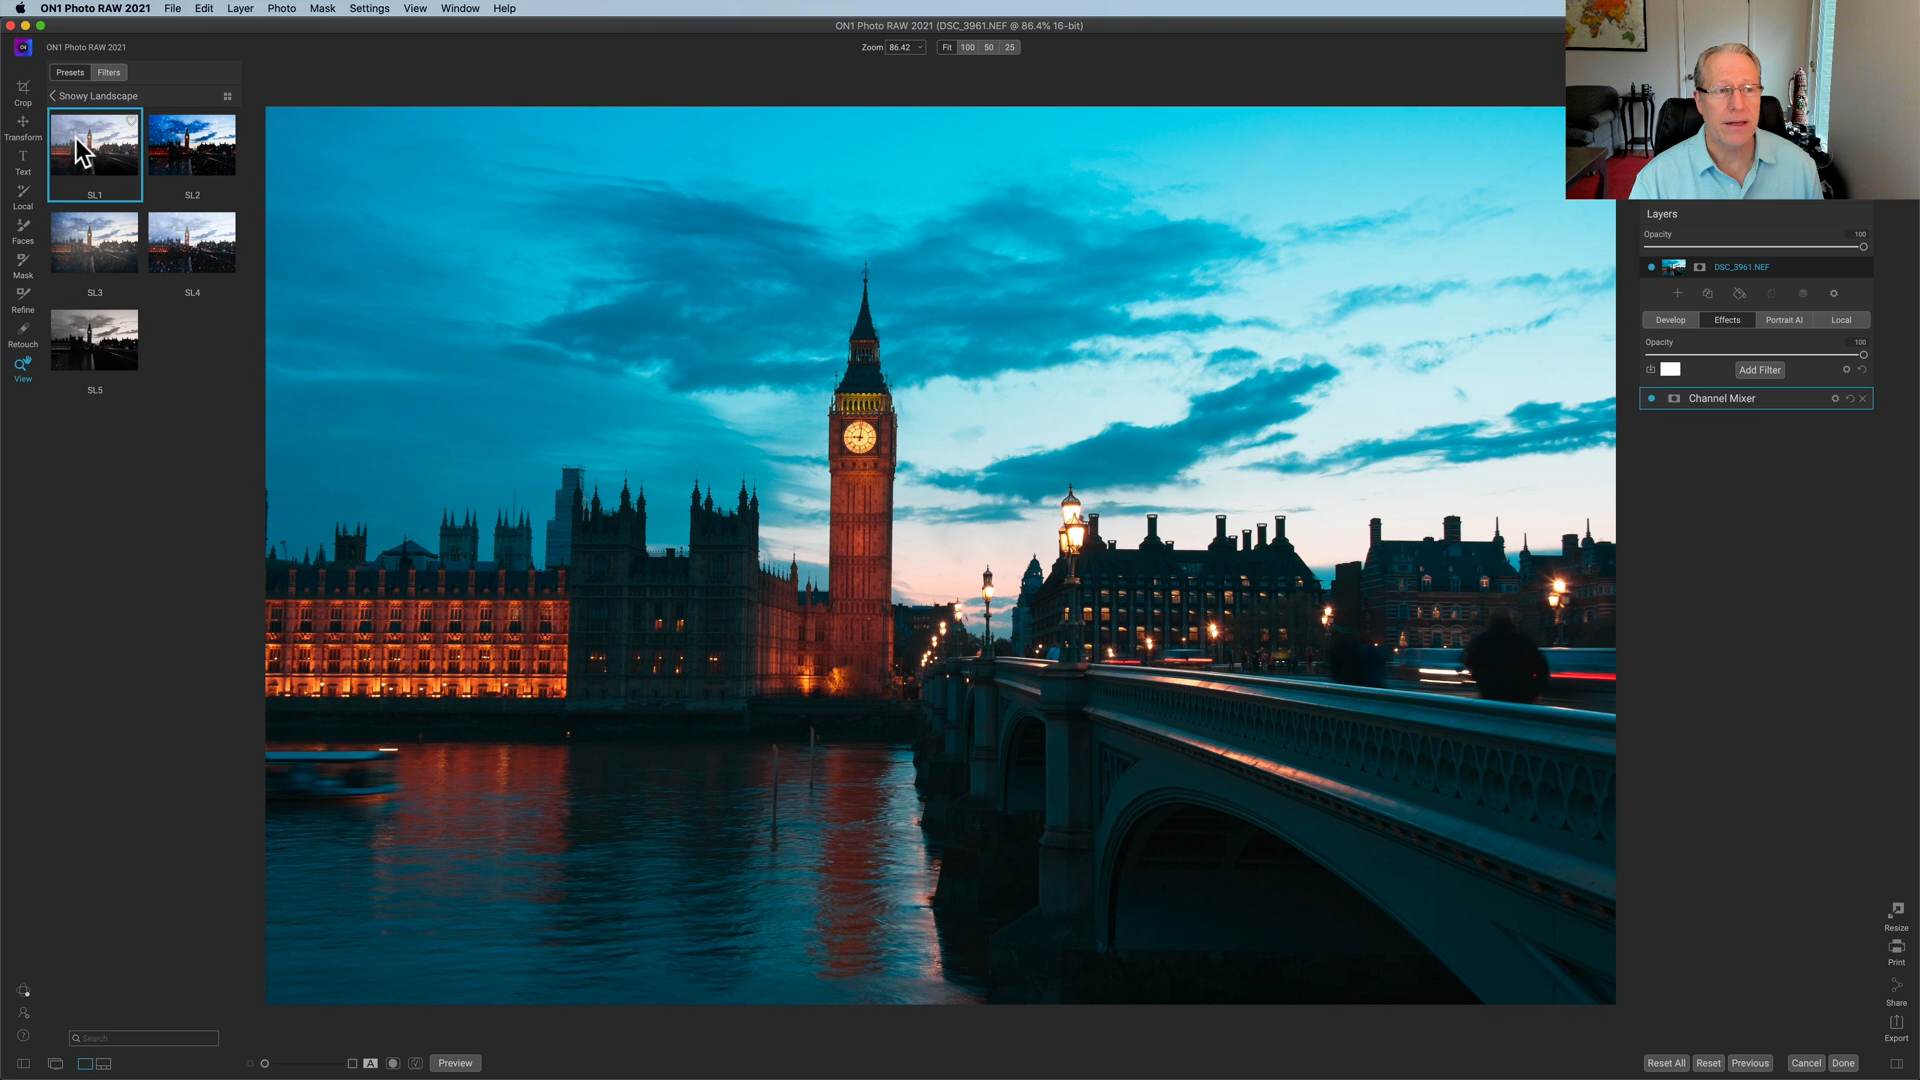 ON1 Photo RAW 2021 File Edit Layer Photo Mask Settings View Window Help
ON1 Photo RAW 2021 (DSC_3961.NEF @ 86.4% 16-bit)
ON1 Photo RAW 2021
Zoom 86.42 Fit 100 50 25
Presets Filters
Snowy Landscape
Crop
Transform
Text
Local
Faces
Mask
Refine
Retouch
View
SL1 SL2
SL3 SL4
SL5
Layers
Opacity 100
DSC_3961.NEF
Develop Effects Portrait AI Local
Opacity 100
Add Filter
Channel Mixer
Resize
Print
Share
Export
Search
A Preview
Reset All Reset Previous Cancel Done